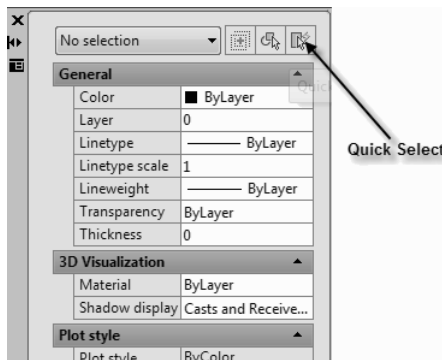 No selection
General
Quick
Color ByLayer
Layer 0
Linetype ByLayer
Quick Select
Linetype scale 1
Lineweight ByLayer
Transparency ByLayer
Thickness 0
3D Visualization
Material ByLayer
Shadow display Casts and Receive...
Plot style
Plot style ByColor